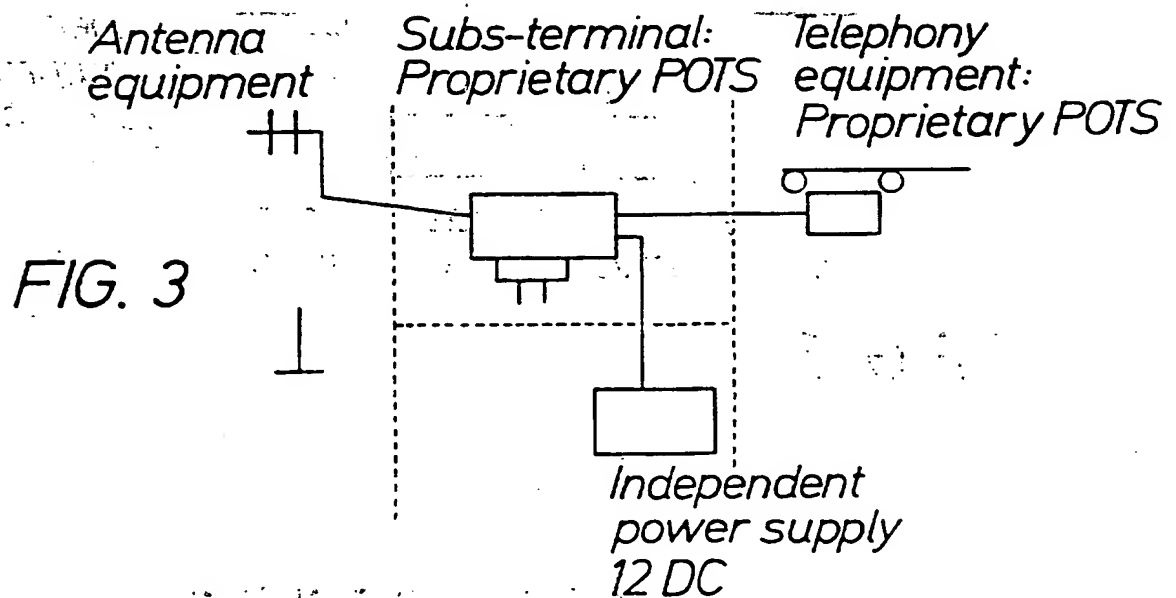 Antenna
equipment
Subs-terminal:
Proprietary POTS
Telephony
equipment:
Proprietary POTS
FIG. 3
Independent
power supply
12 DC